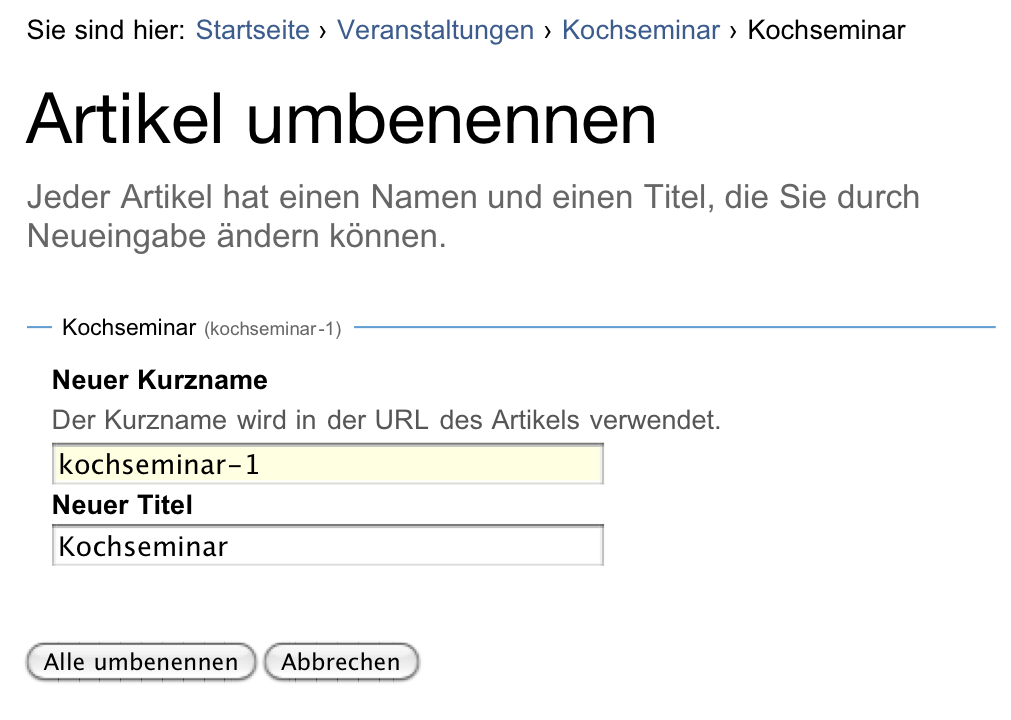 Sie sind hier: Startseite › Veranstaltungen › Kochseminar › Kochseminar
Artikel umbenennen
Jeder Artikel hat einen Namen und einen Titel, die Sie durch
Neueingabe ändern können.
Kochseminar (kochseminar-1)
Neuer Kurzname
Der Kurzname wird in der URL des Artikels verwendet.
kochseminar-1
Neuer Titel
Kochseminar
Alle umbenennen Abbrechen